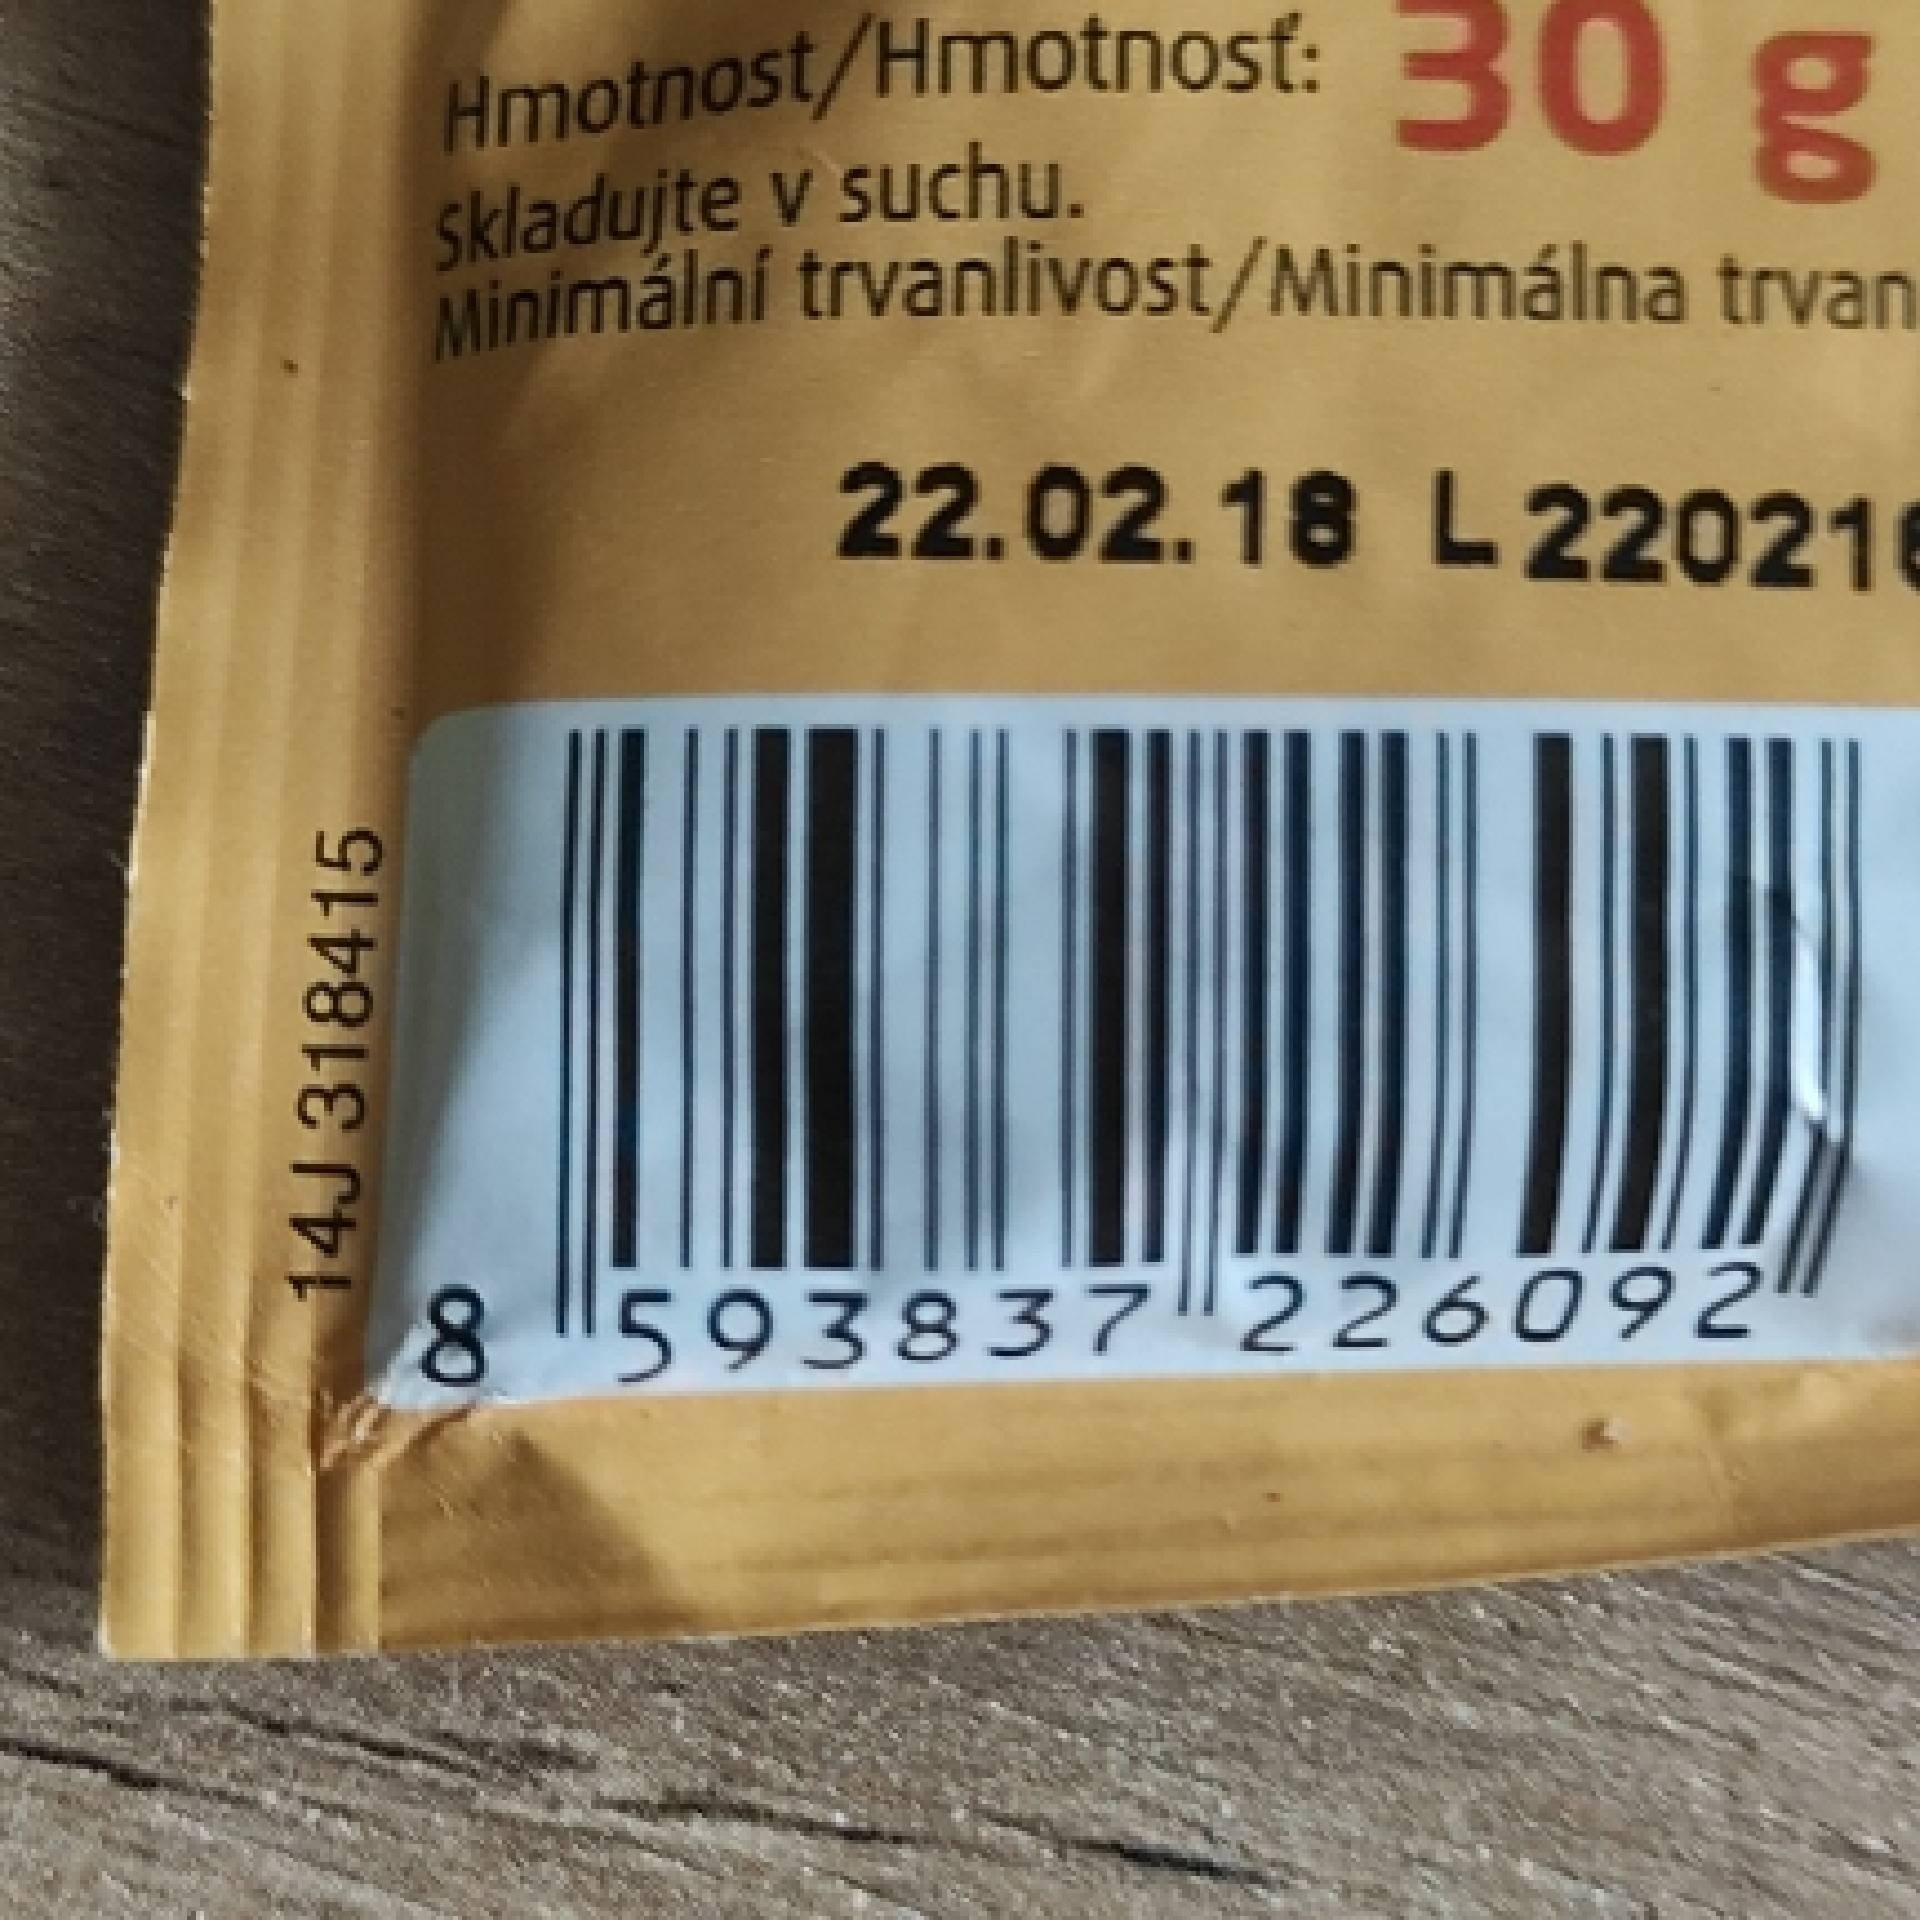 Hmotnost/Hmotnosť: 30 g
Skladujte v suchu.
Minimální trvanlivost/Minimálna trvan
22.02.18 L 220216
14J 318415
8 593837 226092